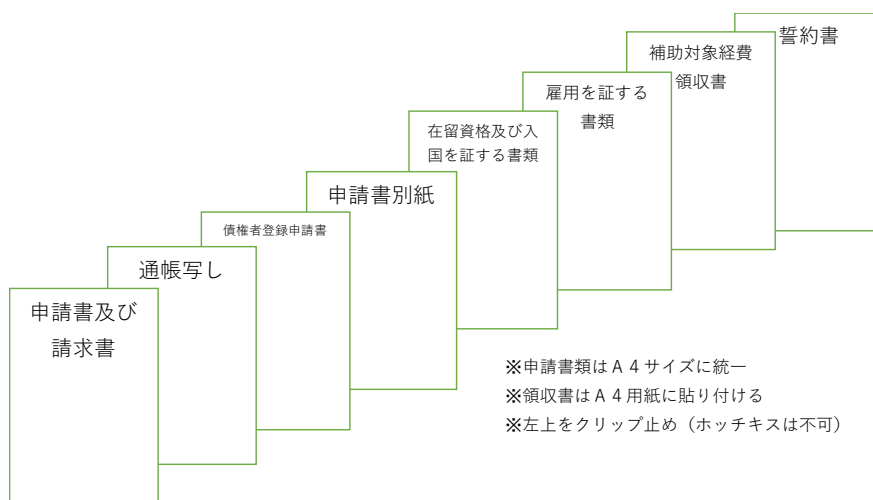 誓約書
補助対象経費
領収書
雇用を証する
書類
在留資格及び入
国を証する書類
申請書別紙
債権者登録申請書
通帳写し
申請書及び
請求書
※申請書類はＡ４サイズに統一
※領収書はＡ４用紙に貼り付ける
※左上をクリップ止め（ホッチキスは不可）